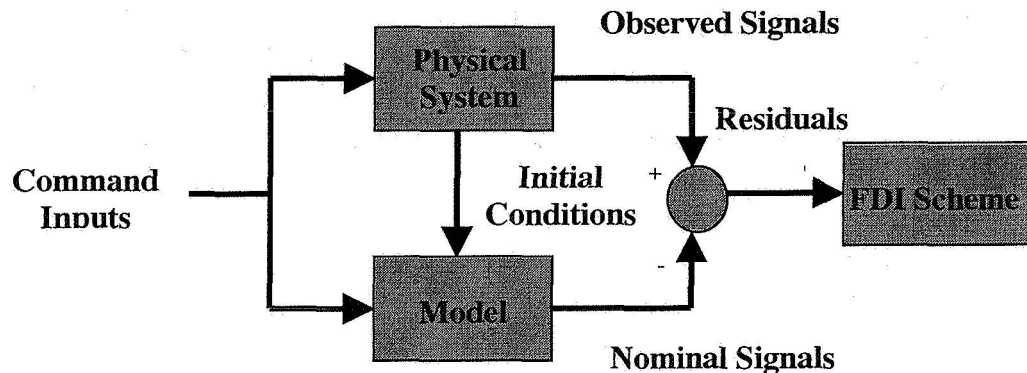 Observed Signals
Physical
System
Residuals
+
Command
Inputs
Initial
Conditions
FDI Scheme
-
Model
Nominal Signals